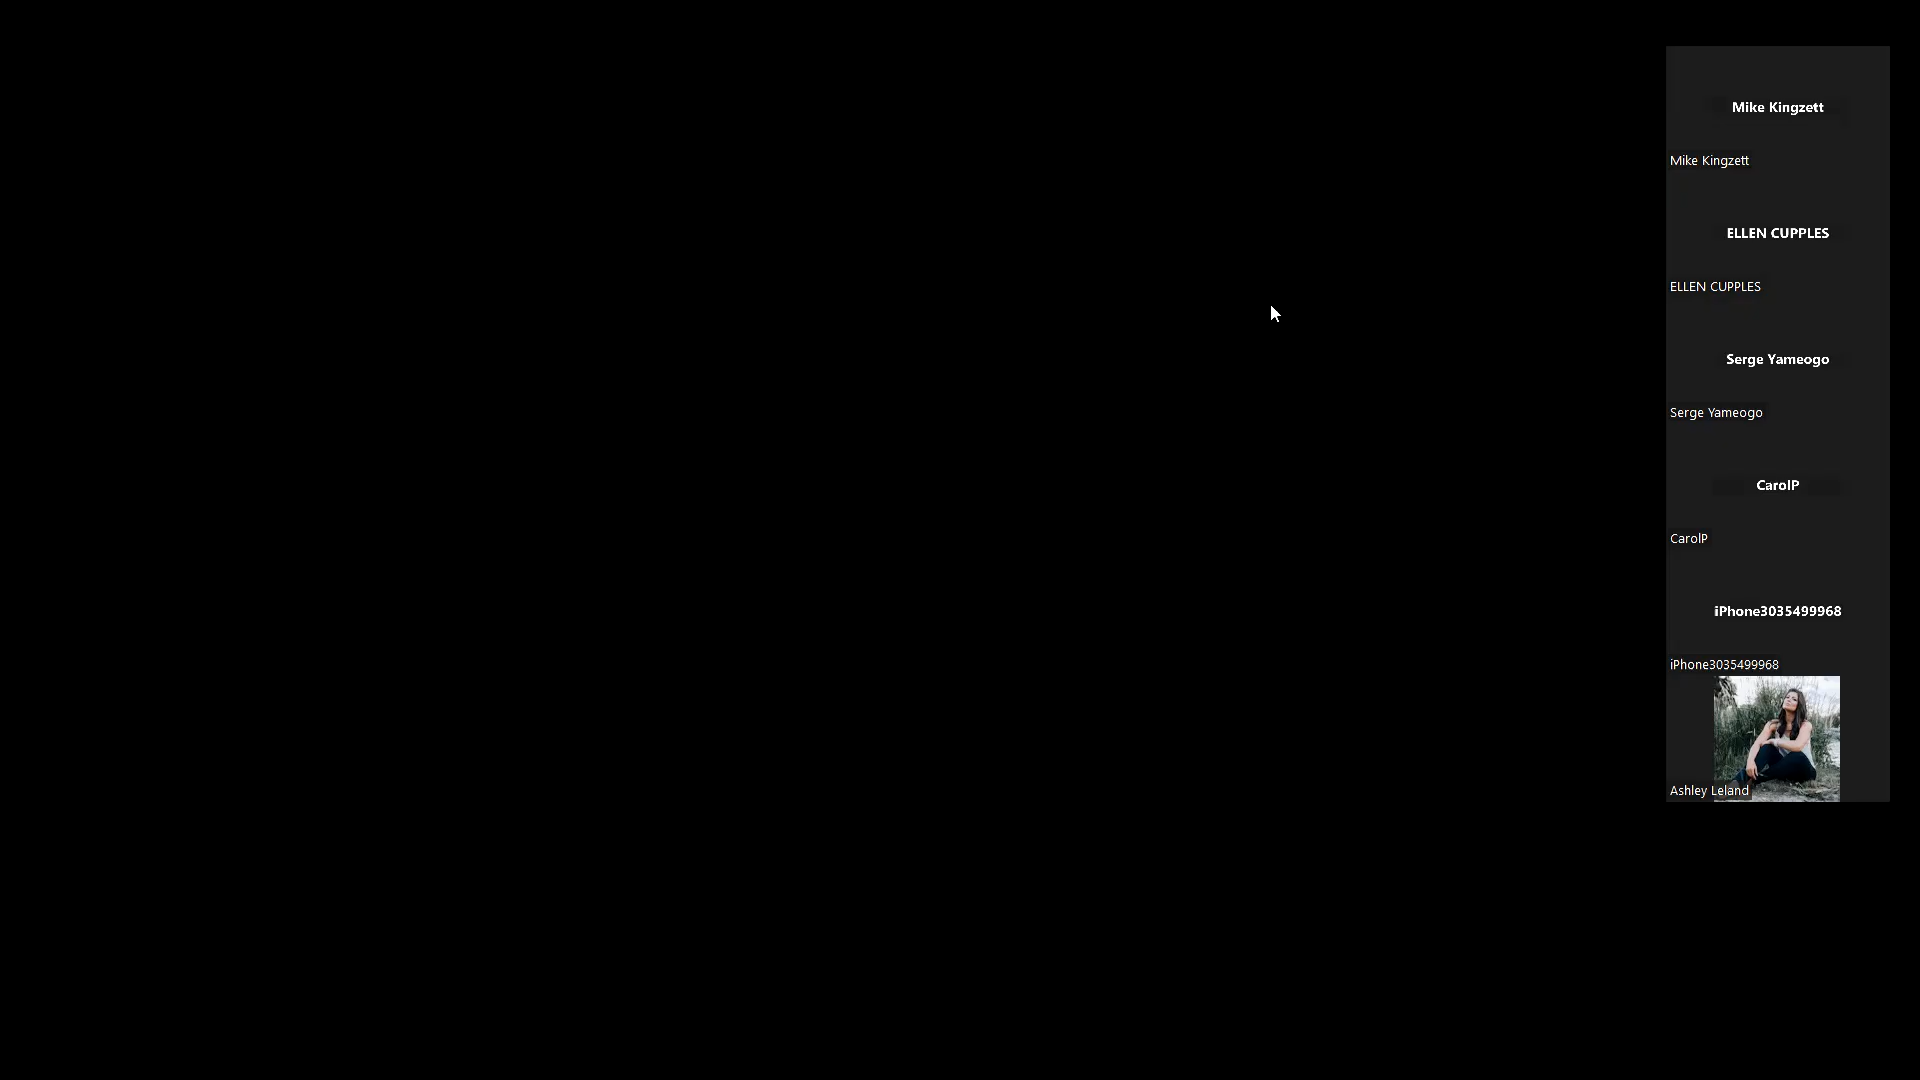 Mike Kingzett
Mike Kingzett
ELLEN CUPPLES
ELLEN CUPPLES
Serge Yameogo
Serge Yameogo
CarolP
CarolP
iPhone3035499968
iPhone3035499968
Ashley Leland